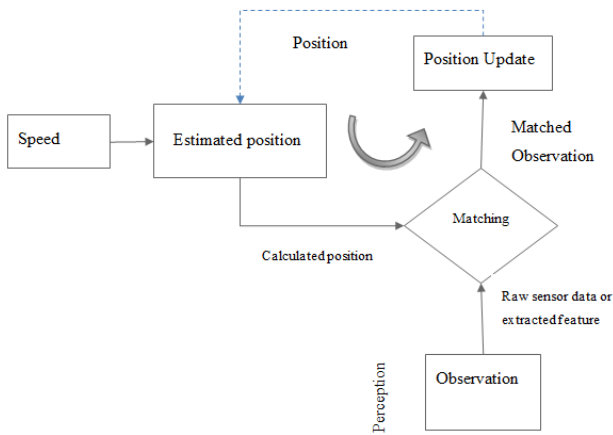 Position
Position Update
Speed
Estimated position
Matched
Observation
Matching
Calculated position
Raw sensor data or
extracted feature
Perception
Observation